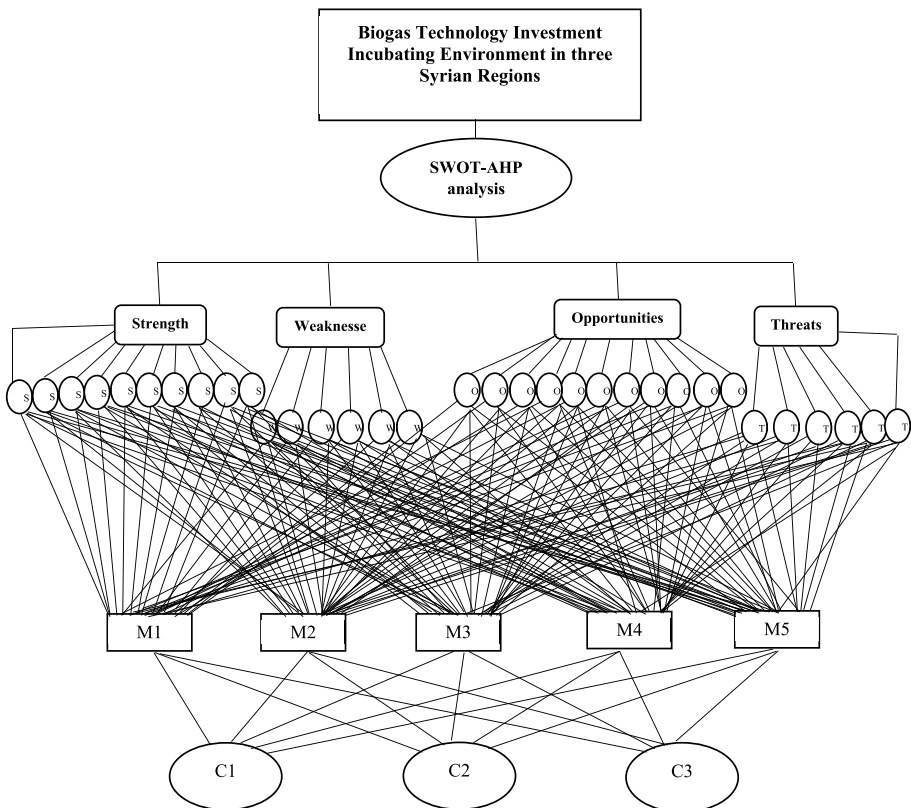 Biogas Technology Investment
Incubating Environment in three
Syrian Regions
SWOT-AHP
analysis
Strength
Weaknesse
Opportunities
Threats
S S S S S S S S S S
W W W W W W
O O O O O O O O O O
T T T T T T
M1 M2 M3 M4 M5
C1 C2 C3